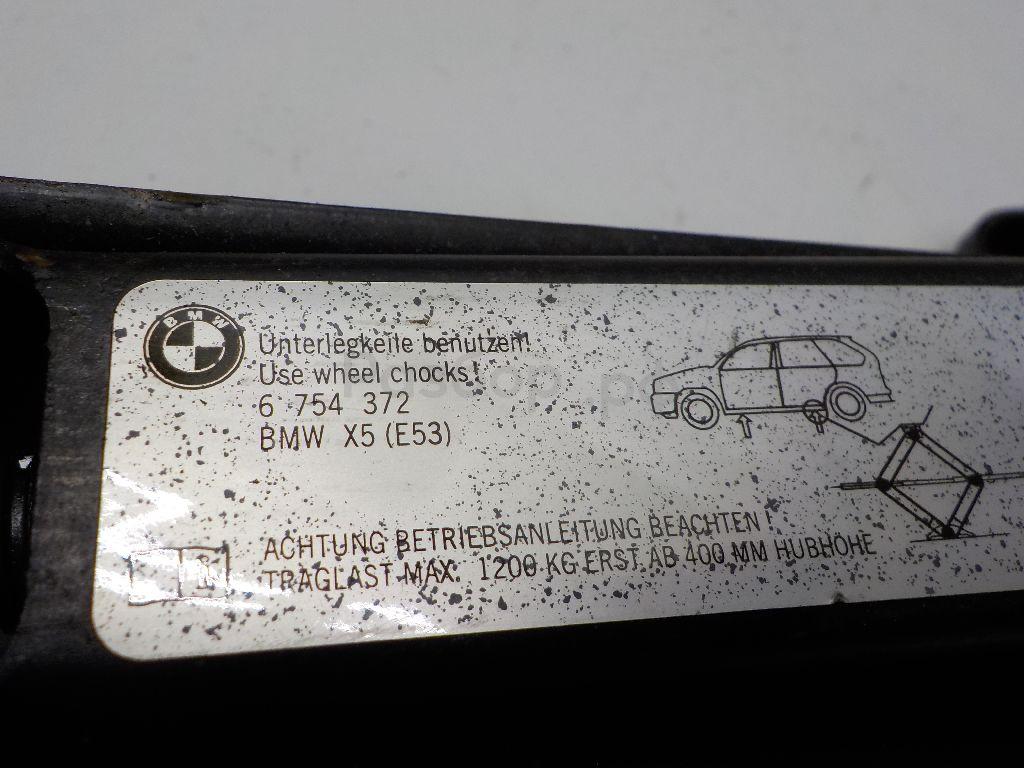 BMW
Unterlegkeile benutzen!
Use wheel chocks!
6 754 372
BMW X5 (E53)
ACHTUNG BETRIEBSANLEITUNG BEACHTEN!
TRAGLAST MAX. 1200 KG ERST AB 400 MM HUBHÖHE